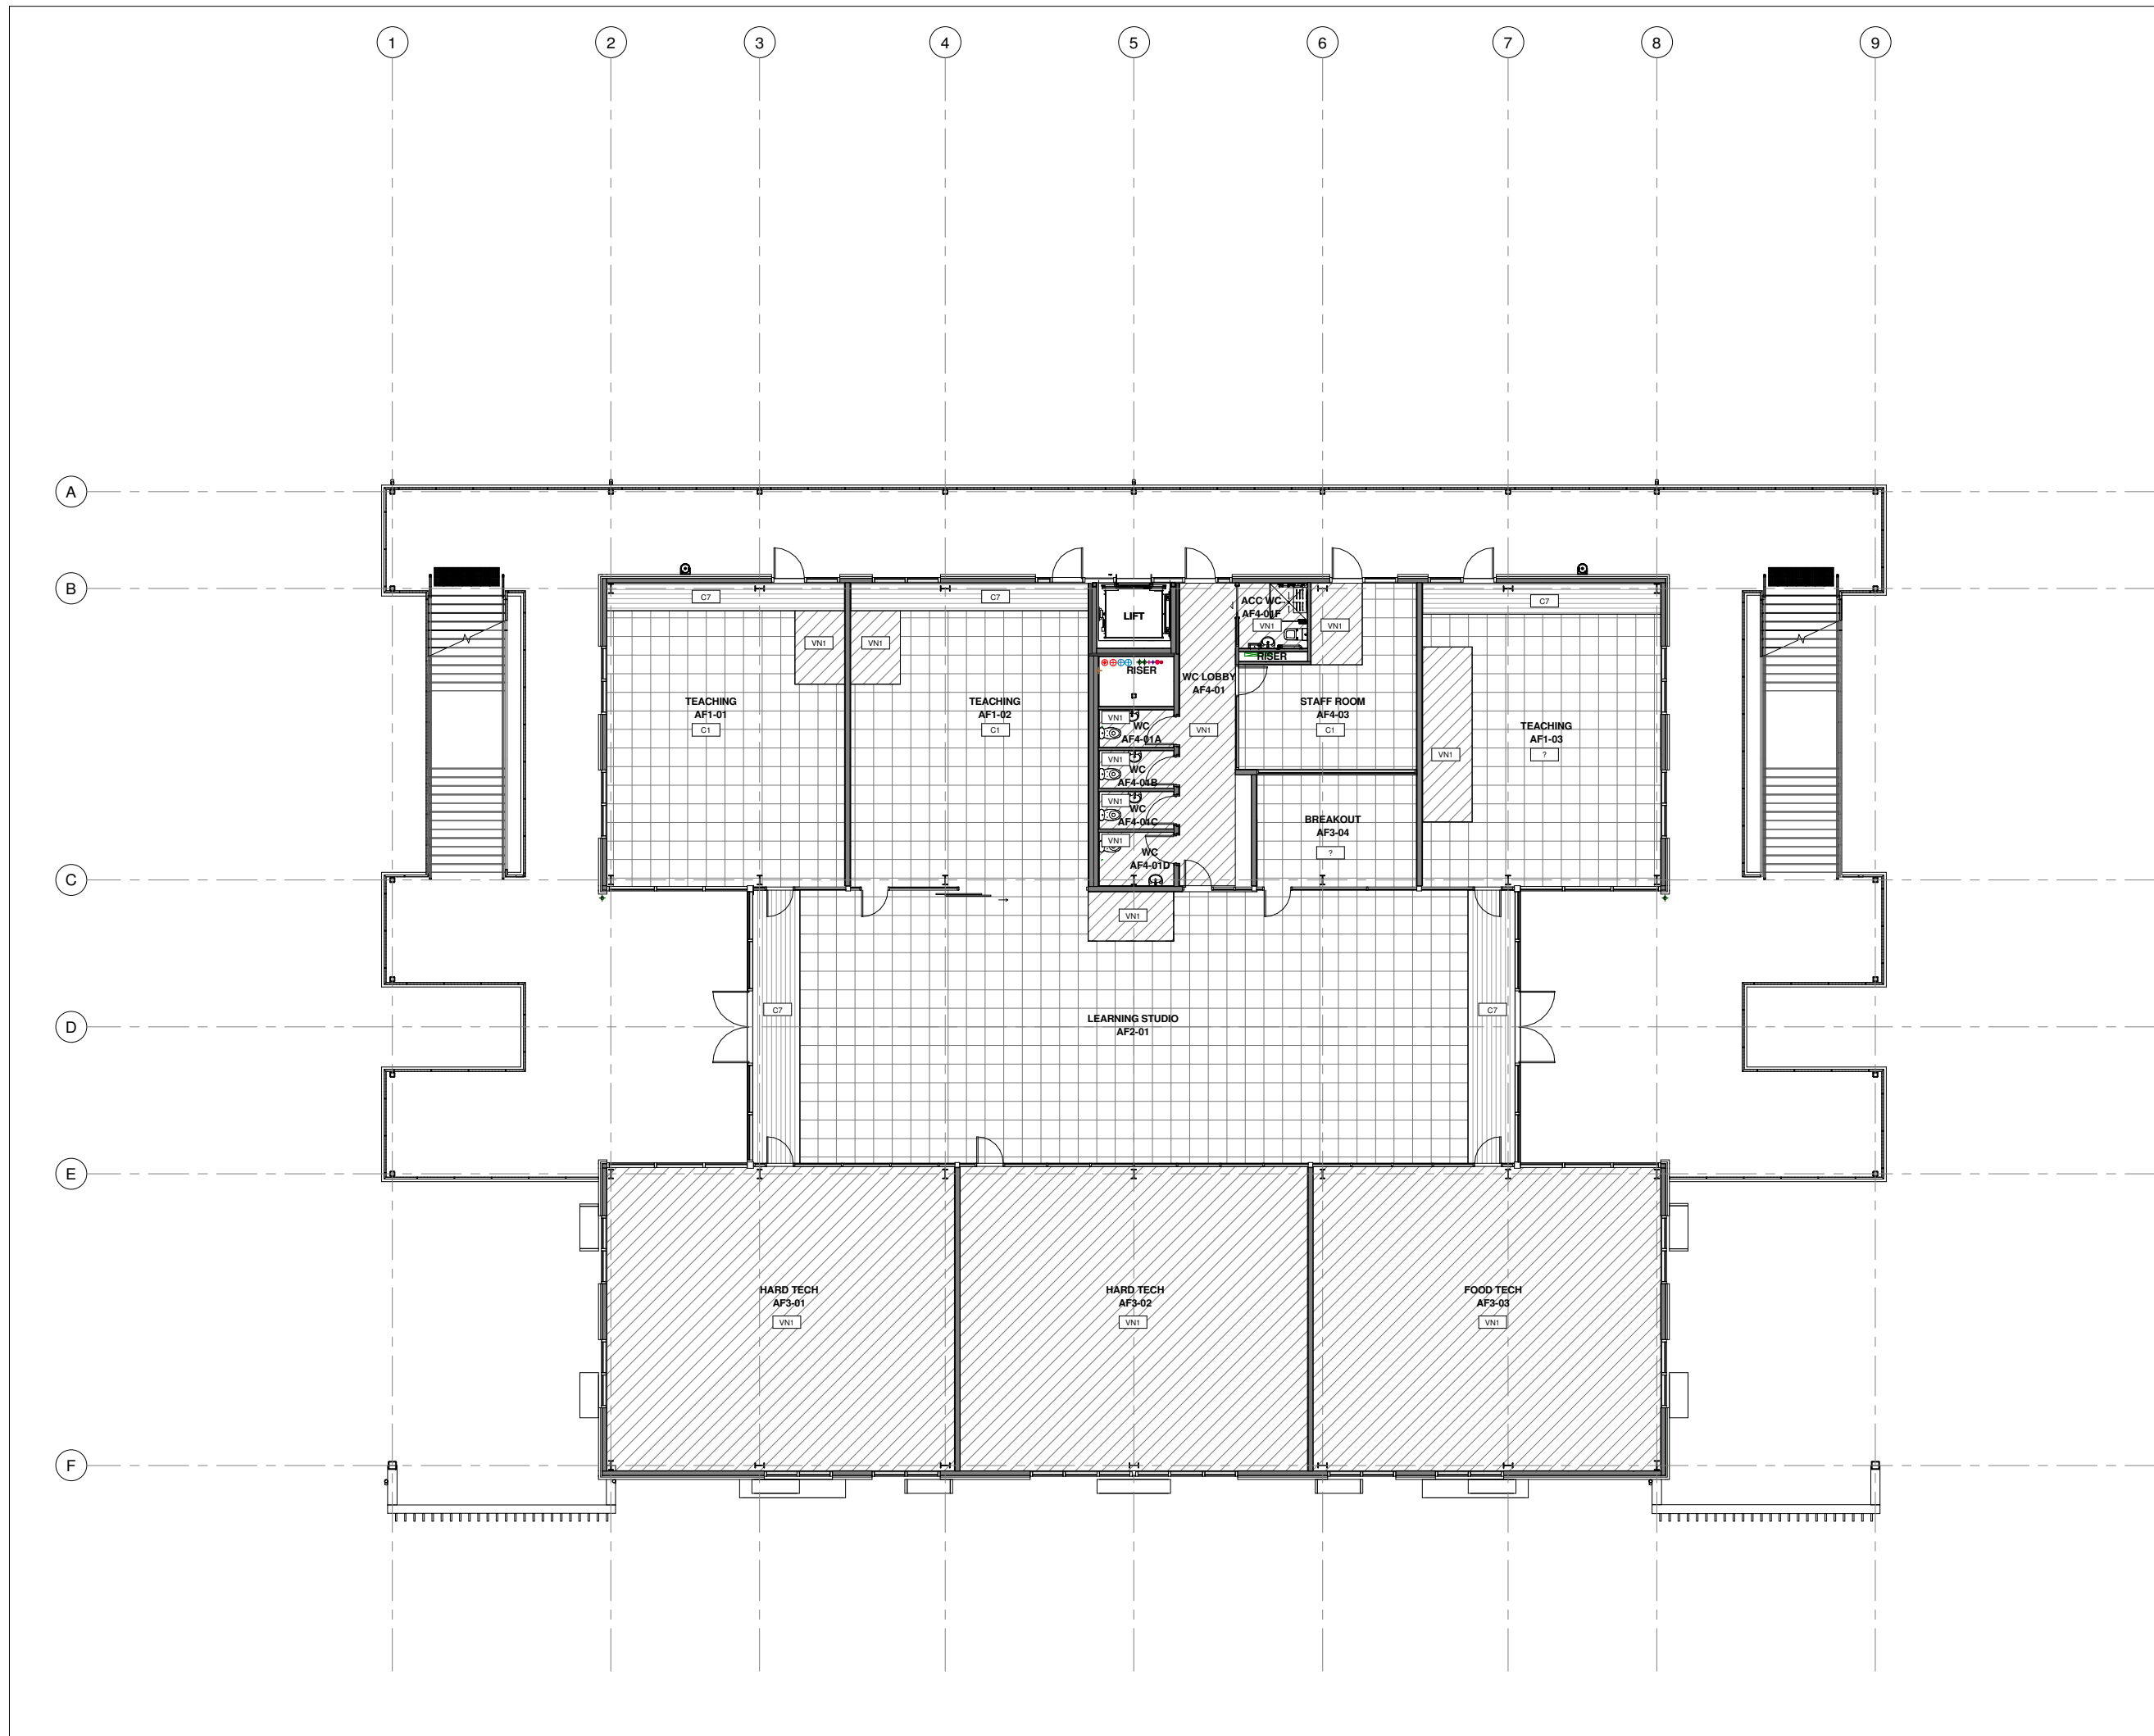 1 2 3 4 5 6 7 8 9
A
B
C7 C7 C7
LIFT
ACC WC
AF4-01F
VN1 VN1
VN1 VN1
RISER
RISER
WC LOBBY
AF4-01
TEACHING
AF1-01
C1
TEACHING
AF1-02
C1
VN1
WC
AF4-01A
VN1
STAFF ROOM
AF4-03
C1
TEACHING
AF1-03
?
VN1
VN1
WC
AF4-01B
VN1
WC
AF4-01C
VN1
WC
AF4-01D
BREAKOUT
AF3-04
?
C
VN1
C7 C7
LEARNING STUDIO
AF2-01
D
E
HARD TECH
AF3-01
VN1
HARD TECH
AF3-02
VN1
FOOD TECH
AF3-03
VN1
F